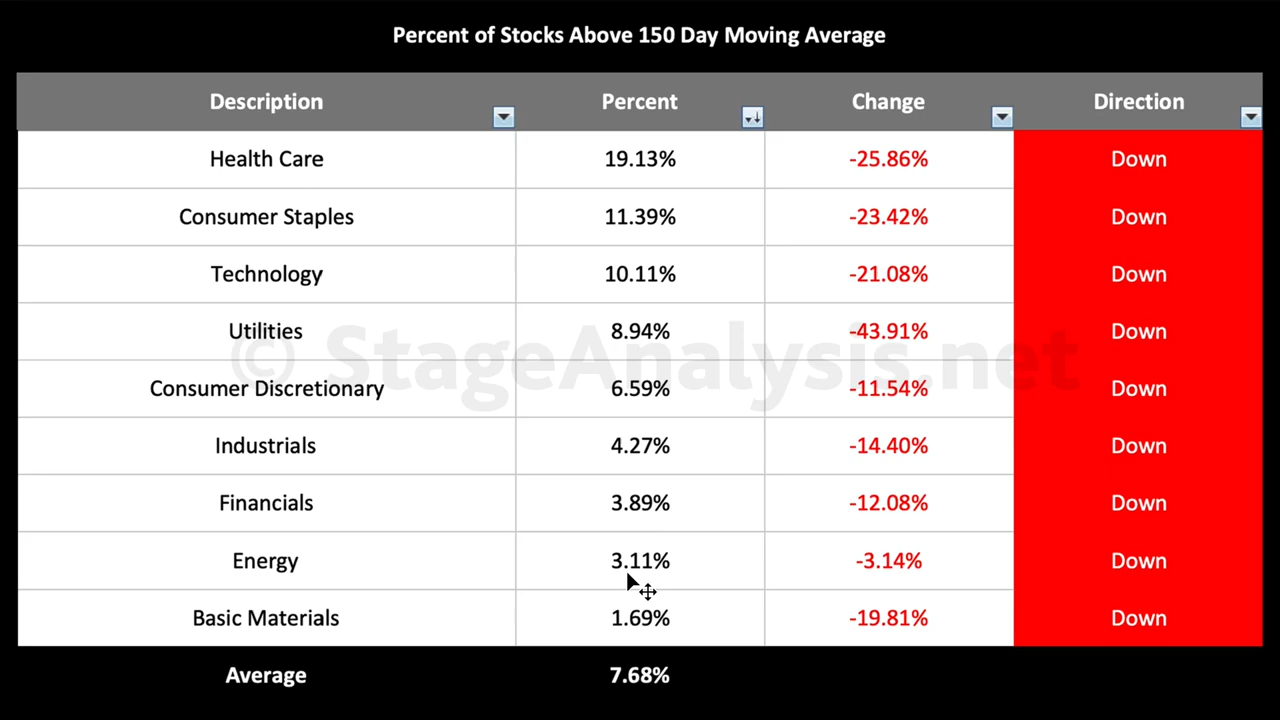 Percent of Stocks Above 150 Day Moving Average
Description Percent Change Direction
Health Care 19.13% -25.86% Down
Consumer Staples 11.39% -23.42% Down
Technology 10.11% -21.08% Down
Utilities 8.94% -43.91% Down
© StageAnalysis.net
Consumer Discretionary 6.59% -11.54% Down
Industrials 4.27% -14.40% Down
Financials 3.89% -12.08% Down
Energy 3.11% -3.14% Down
Basic Materials 1.69% -19.81% Down
Average 7.68%